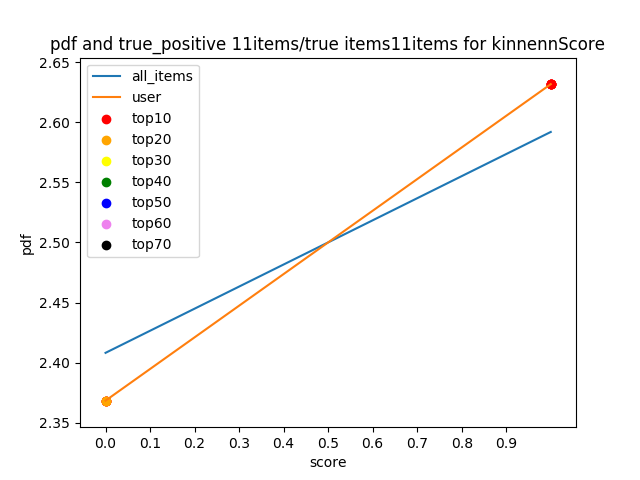 pdf and true_positive 11items/true items11items for kinnennScore
all_items
user
top10
top20
top30
top40
top50
top60
top70
2.65
2.60
2.55
2.50
2.45
2.40
2.35
pdf
0.0 0.1 0.2 0.3 0.4 0.5 0.6 0.7 0.8 0.9
score